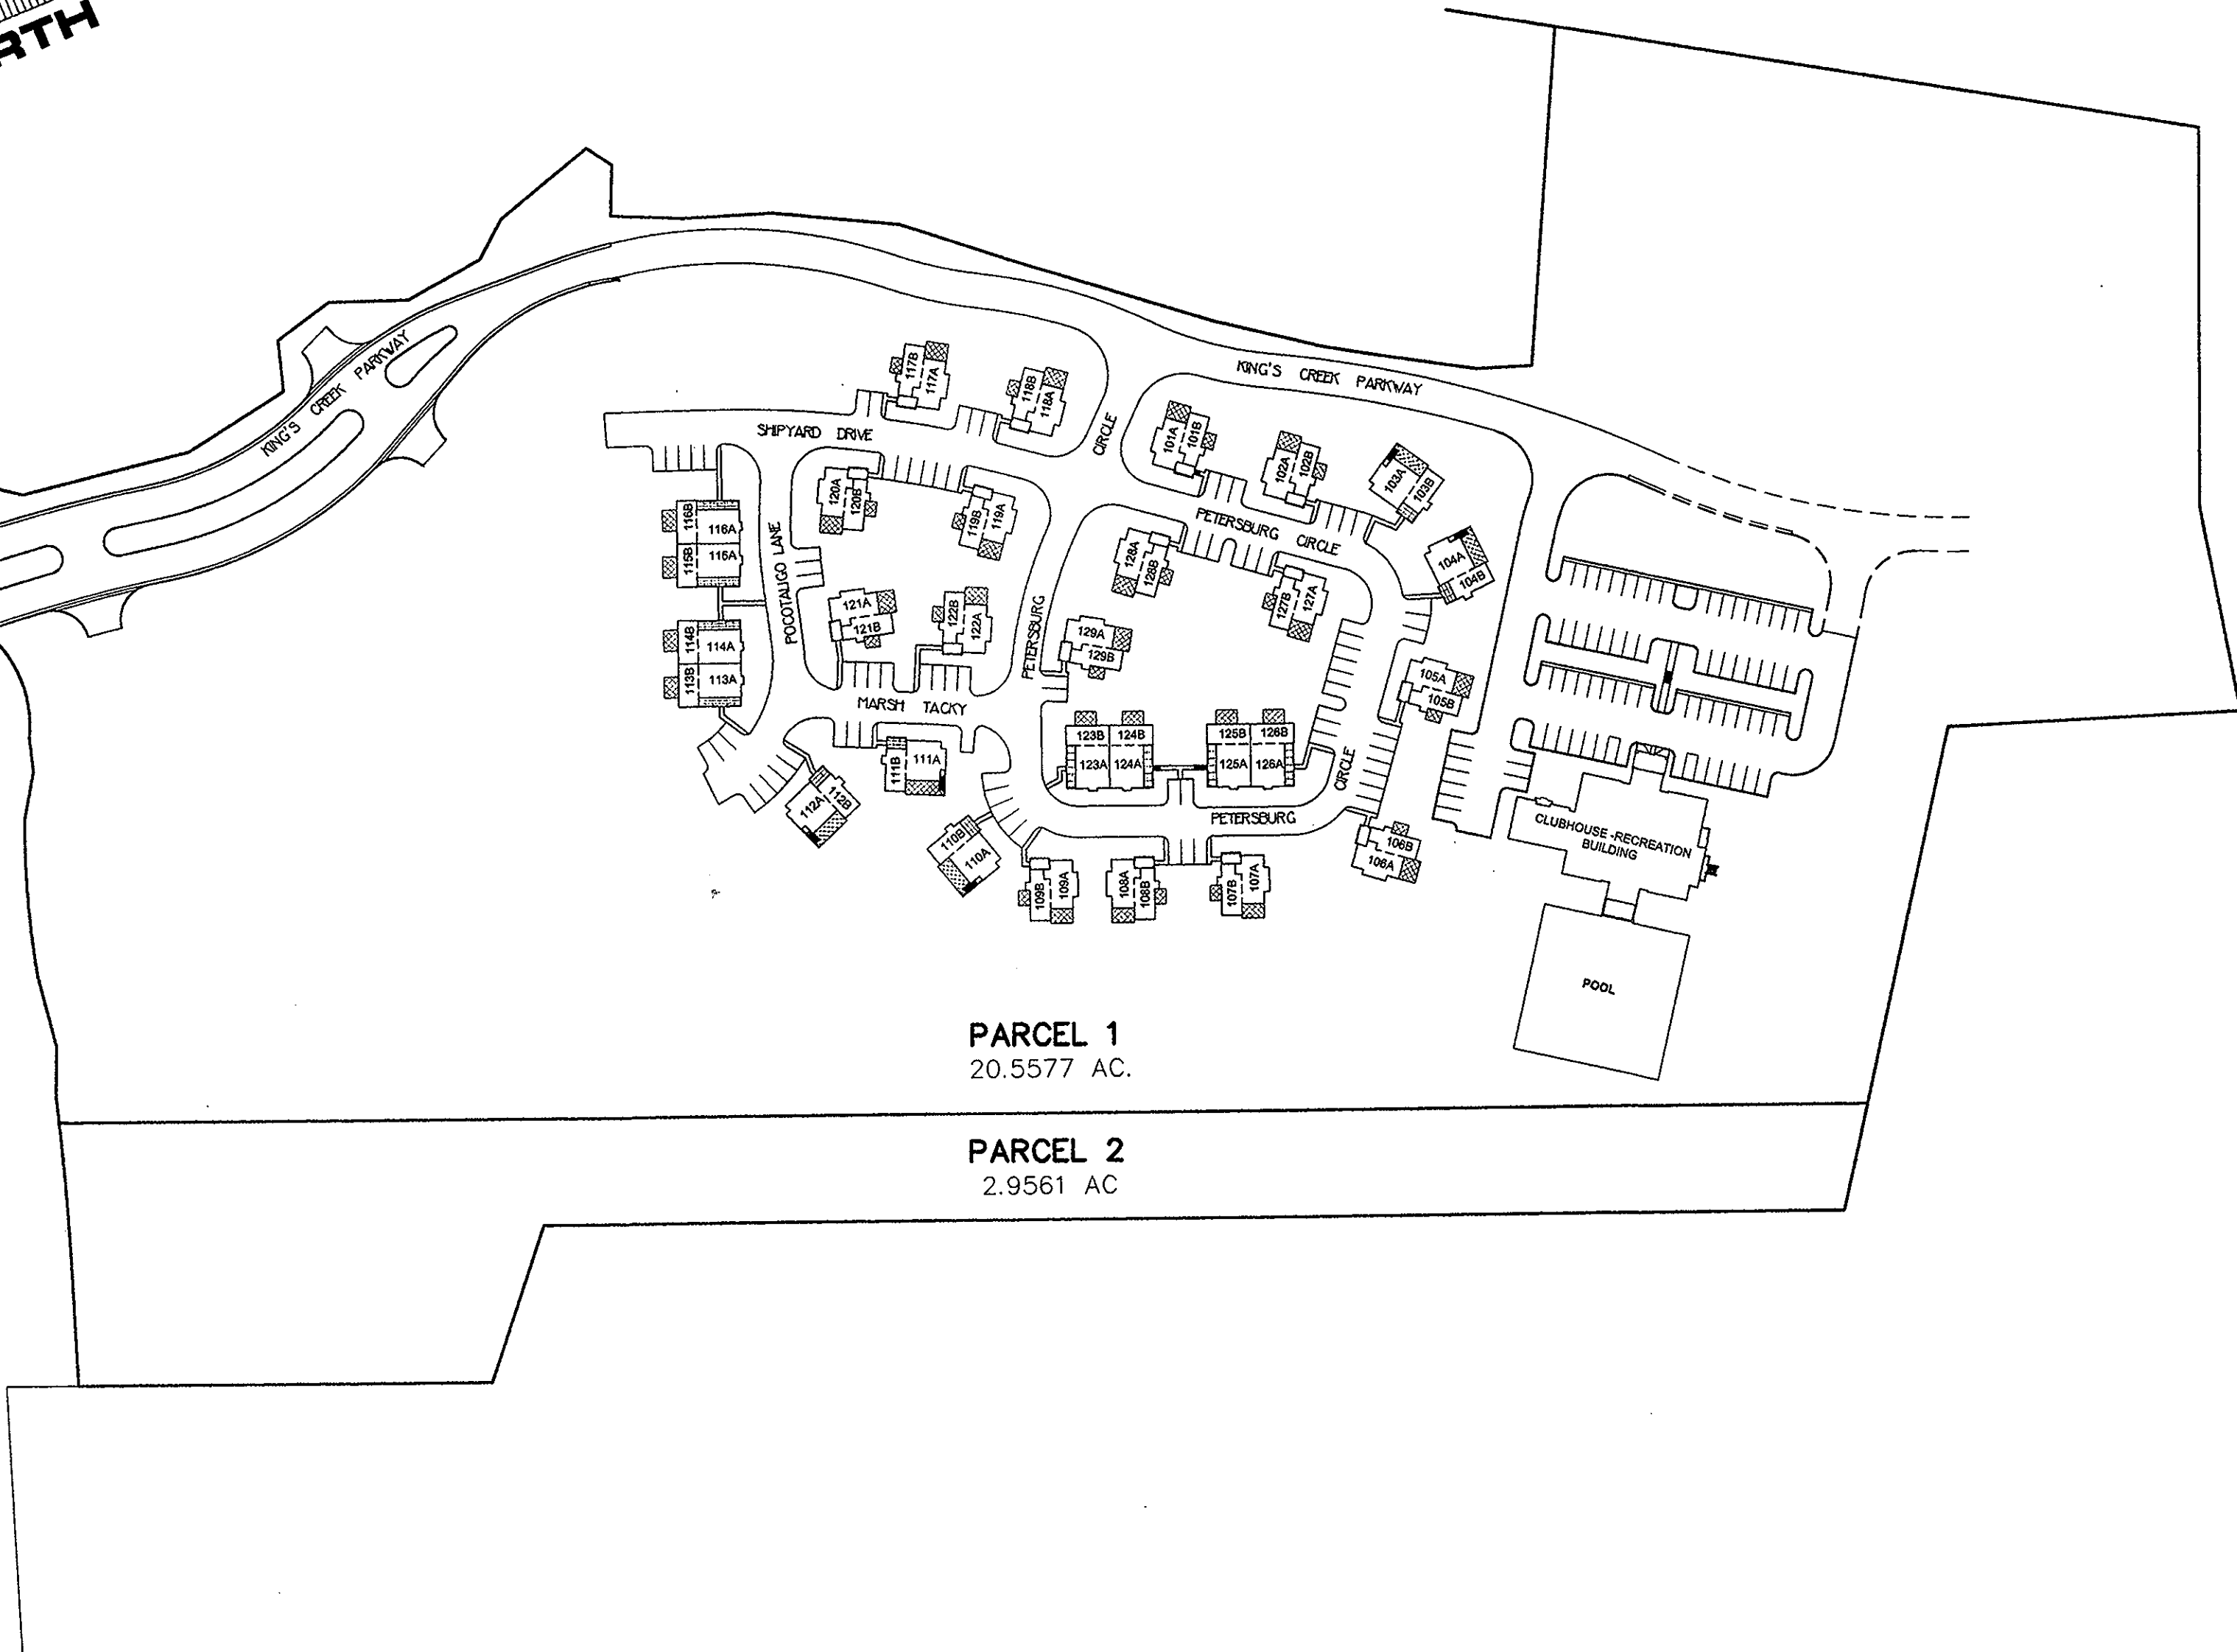 RTH
KING'S CREEK PARKWAY
KING'S CREEK PARKWAY
SHIPYARD DRIVE
CIRCLE
117B
117A
118B
118A
101A
101B
102A
102B
103A
103B
PETERSBURG CIRCLE
104A
104B
116B
116A
115B
115A
114B
114A
113B
113A
POCOTALIGO LANE
120A
120B
119B
119A
121A
121B
122B
122A
MARSH TACKY
PETERSBURG
128A
128B
127B
127A
129A
129B
105A
105B
123B
124B
123A
124A
125B
126B
125A
126A
CIRCLE
PETERSBURG
111B
111A
112A
112B
110B
110A
109B
109A
108A
108B
107B
107A
106B
106A
CLUBHOUSE -RECREATION
BUILDING
POOL
PARCEL 1
20.5577 AC.
PARCEL 2
2.9561 AC